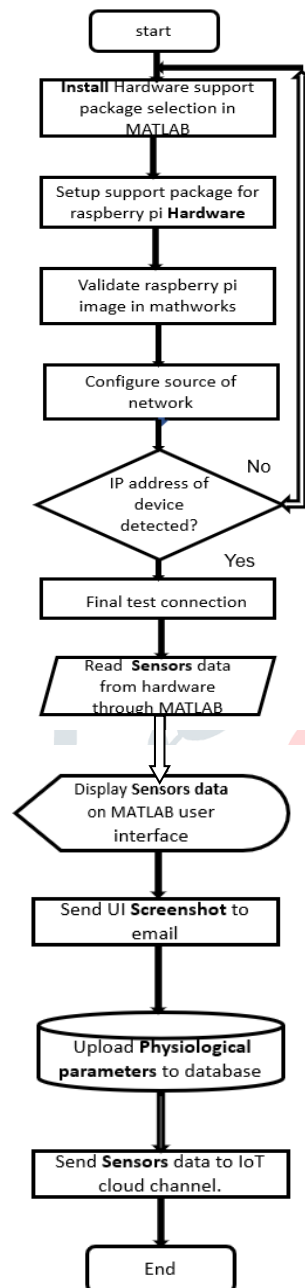 start
Install Hardware support
package selection in
MATLAB
Setup support package for
raspberry pi Hardware
Validate raspberry pi
image in mathworks
Configure source of
network
No
IP address of
device
detected?
Yes
Final test connection
Read Sensors data
from hardware
through MATLAB
Display Sensors data
on MATLAB user
interface
Send UI Screenshot to
email
Upload Physiological
parameters to database
Send Sensors data to IoT
cloud channel.
End